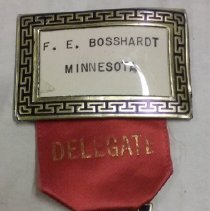 F. E. BOSSHARDT
MINNESOTA
DELEGATE